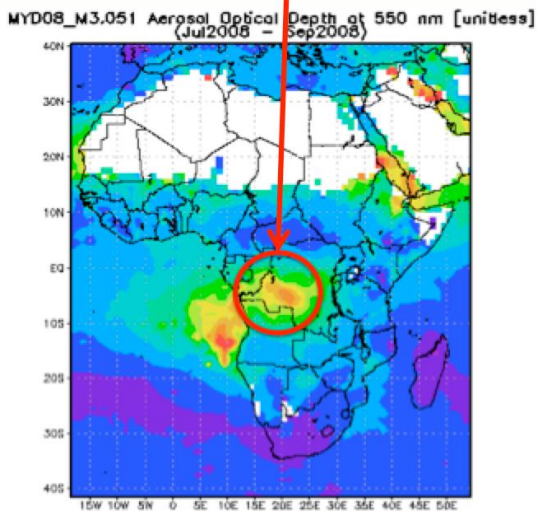 MYD08_M3.051 Aerosol Optical Depth at 550 nm [unitless]
(Jul2008 - Sep2008)
40N
30N
20N
10N
EQ
10S
20S
30S
40S
15W 10W 5W 0 5E 10E 15E 20E 25E 30E 35E 40E 45E 50E